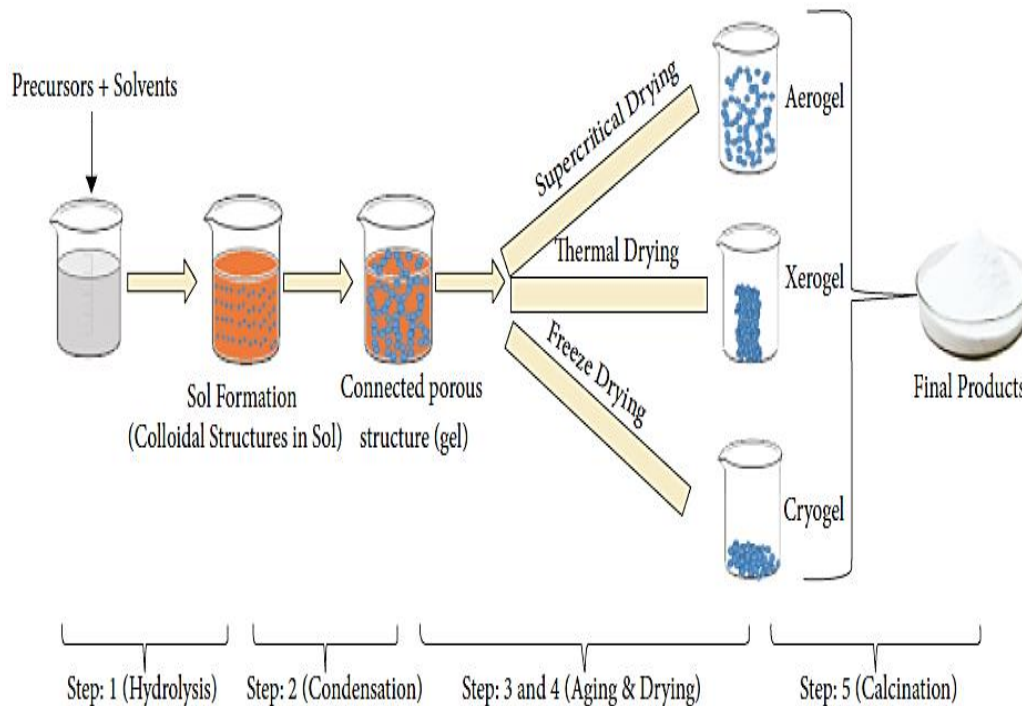 Precursors + Solvents
Sol Formation
(Colloidal Structures in Sol)
Connected porous
structure (gel)
Supercritical Drying
Thermal Drying
Freeze Drying
Aerogel
Xerogel
Cryogel
Final Products
Step: 1 (Hydrolysis)
Step: 2 (Condensation)
Step: 3 and 4 (Aging & Drying)
Step: 5 (Calcination)